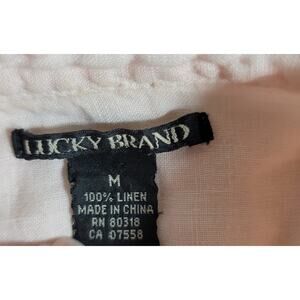 LUCKY BRAND
M
100% LINEN
MADE IN CHINA
RN 80318
CA 07558